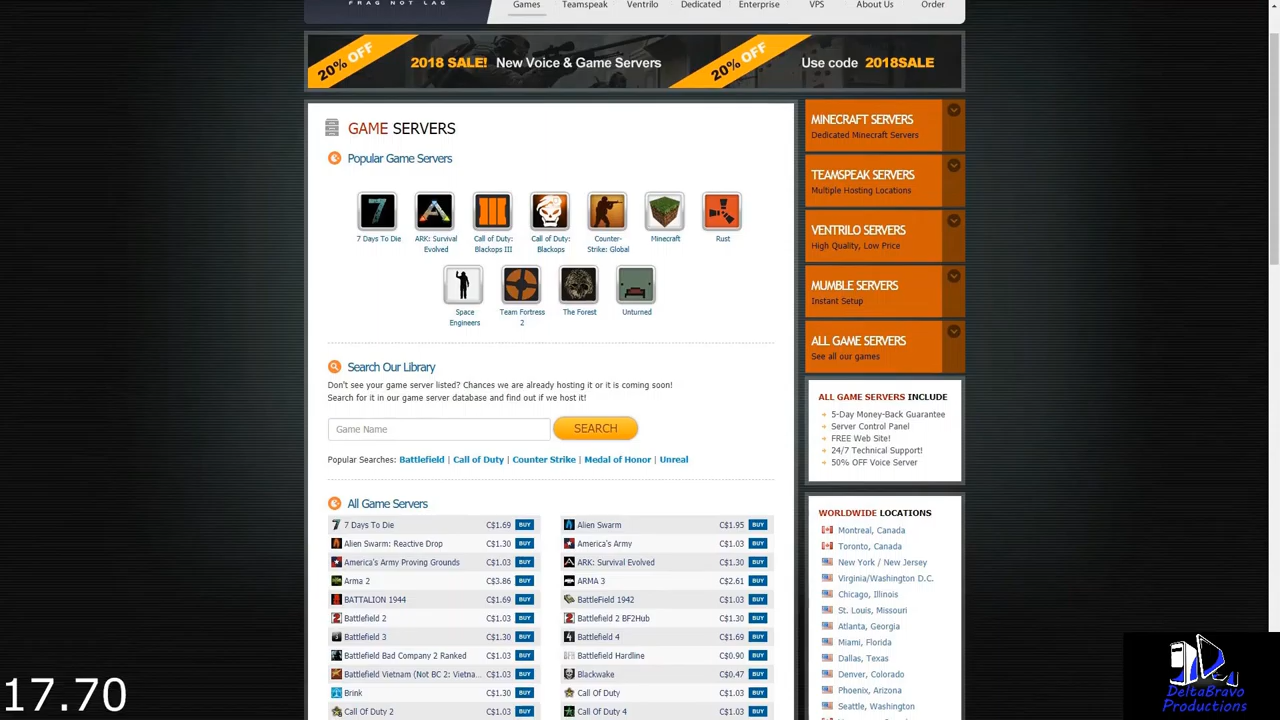 FRAG NOT LAG
Games Teamspeak Ventrilo Dedicated Enterprise VPS About Us Order
20% OFF 2018 SALE! New Voice & Game Servers 20% OFF Use code 2018SALE
GAME SERVERS
Popular Game Servers
7 Days To Die
ARK: Survival
Evolved
Call of Duty:
Blackops III
Call of Duty:
Blackops
Counter-
Strike: Global
Minecraft
Rust
Space
Engineers
Team Fortress
2
The Forest
Unturned
Search Our Library
Don't see your game server listed? Chances we are already hosting it or it is coming soon!
Search for it in our game server database and find out if we host it!
Game Name SEARCH
Popular Searches: Battlefield | Call of Duty | Counter Strike | Medal of Honor | Unreal
All Game Servers
7 Days To Die C$1.69 BUY
Alien Swarm C$1.95 BUY
Alien Swarm: Reactive Drop C$1.30 BUY
America's Army C$1.03 BUY
America's Army Proving Grounds C$1.03 BUY
ARK: Survival Evolved C$1.30 BUY
Arma 2 C$3.86 BUY
ARMA 3 C$2.61 BUY
BATTALION 1944 C$1.69 BUY
BattleField 1942 C$1.03 BUY
Battlefield 2 C$1.03 BUY
Battlefield 2 BF2Hub C$1.30 BUY
Battlefield 3 C$1.30 BUY
Battlefield 4 C$1.69 BUY
Battlefield Bad Company 2 Ranked C$1.03 BUY
Battlefield Hardline C$0.90 BUY
Battlefield Vietnam (Not BC 2: Vietna... C$1.03 BUY
Blackwake C$0.47 BUY
Brink C$1.30 BUY
Call Of Duty C$1.03 BUY
Call Of Duty 2 C$1.03 BUY
Call Of Duty 4 C$1.03 BUY
MINECRAFT SERVERS
Dedicated Minecraft Servers
TEAMSPEAK SERVERS
Multiple Hosting Locations
VENTRILO SERVERS
High Quality, Low Price
MUMBLE SERVERS
Instant Setup
ALL GAME SERVERS
See all our games
ALL GAME SERVERS INCLUDE
5-Day Money-Back Guarantee
Server Control Panel
FREE Web Site!
24/7 Technical Support!
50% OFF Voice Server
WORLDWIDE LOCATIONS
Montreal, Canada
Toronto, Canada
New York / New Jersey
Virginia/Washington D.C.
Chicago, Illinois
St. Louis, Missouri
Atlanta, Georgia
Miami, Florida
Dallas, Texas
Denver, Colorado
Phoenix, Arizona
Seattle, Washington
17.70
DeltaBravo
Productions